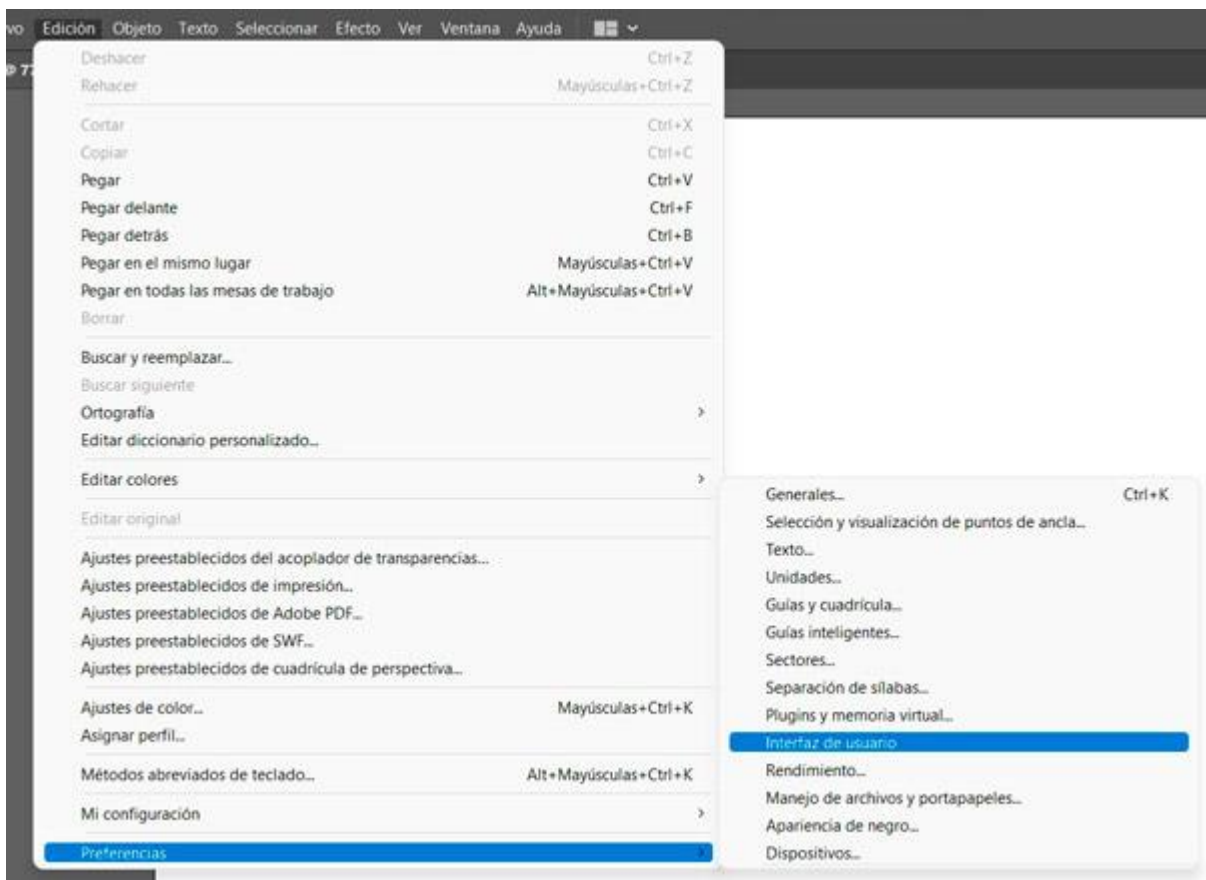 vo Edición Objeto Texto Seleccionar Efecto Ver Ventana Ayuda
@ 77
Deshacer Ctrl+Z
Rehacer Mayúsculas+Ctrl+Z
Cortar Ctrl+X
Copiar Ctrl+C
Pegar Ctrl+V
Pegar delante Ctrl+F
Pegar detrás Ctrl+B
Pegar en el mismo lugar Mayúsculas+Ctrl+V
Pegar en todas las mesas de trabajo Alt+Mayúsculas+Ctrl+V
Borrar
Buscar y reemplazar...
Buscar siguiente
Ortografía
Editar diccionario personalizado...
Editar colores
Editar original
Ajustes preestablecidos del acoplador de transparencias...
Ajustes preestablecidos de impresión...
Ajustes preestablecidos de Adobe PDF...
Ajustes preestablecidos de SWF...
Ajustes preestablecidos de cuadrícula de perspectiva...
Ajustes de color... Mayúsculas+Ctrl+K
Asignar perfil...
Métodos abreviados de teclado... Alt+Mayúsculas+Ctrl+K
Mi configuración
Preferencias
Generales... Ctrl+K
Selección y visualización de puntos de ancla...
Texto...
Unidades...
Guías y cuadrícula...
Guías inteligentes...
Sectores...
Separación de sílabas...
Plugins y memoria virtual...
Interfaz de usuario
Rendimiento...
Manejo de archivos y portapapeles...
Apariencia de negro...
Dispositivos...